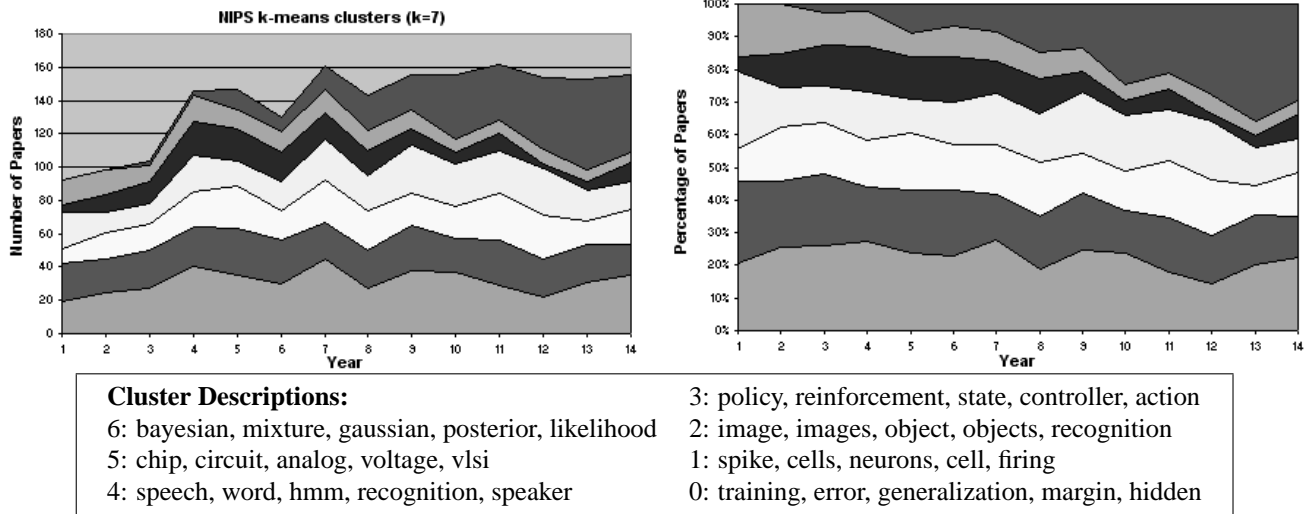 NIPS k-means clusters (k=7)
Number of Papers
180
160
140
120
100
80
60
40
20
0
1 2 3 4 5 6 7 8 9 10 11 12 13 14
Year
Percentage of Papers
100%
90%
80%
70%
60%
50%
40%
30%
20%
10%
0%
1 2 3 4 5 6 7 8 9 10 11 12 13 14
Year
Cluster Descriptions:
6: bayesian, mixture, gaussian, posterior, likelihood
5: chip, circuit, analog, voltage, vlsi
4: speech, word, hmm, recognition, speaker
3: policy, reinforcement, state, controller, action
2: image, images, object, objects, recognition
1: spike, cells, neurons, cell, firing
0: training, error, generalization, margin, hidden